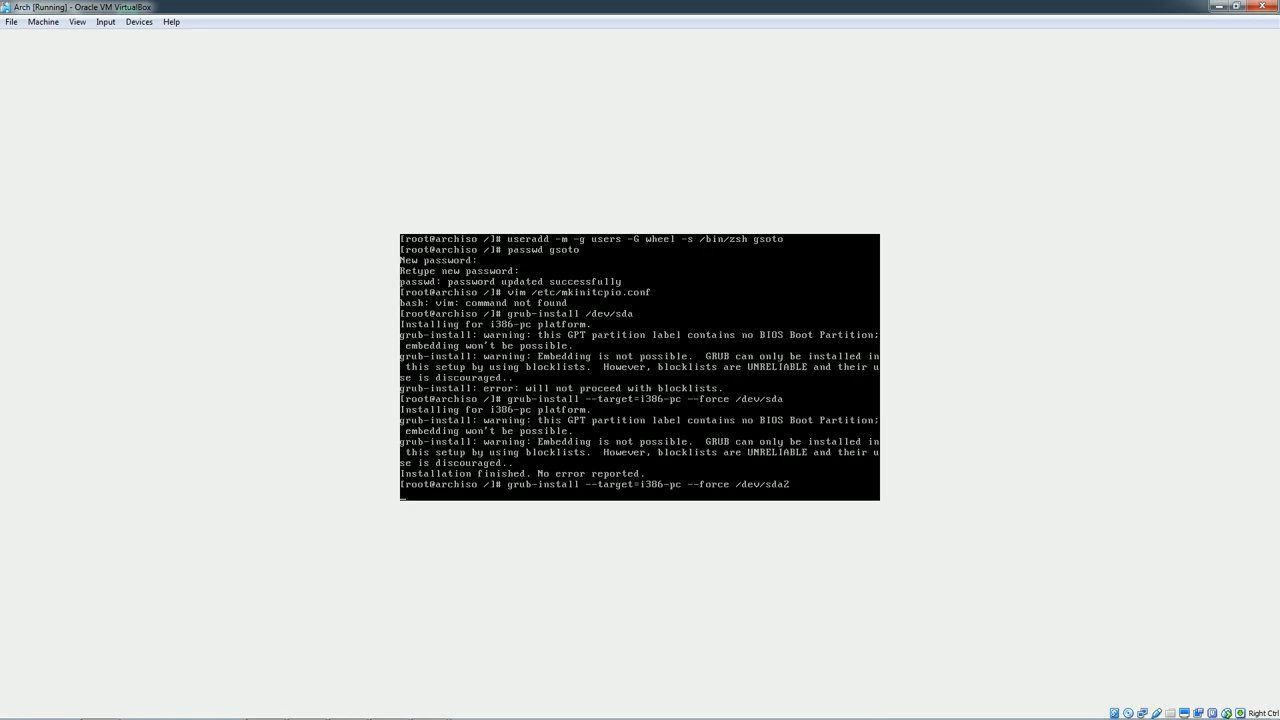 Arch [Running] - Oracle VM VirtualBox
File Machine View Input Devices Help
[root@archiso /]# useradd -m -g users -G wheel -s /bin/zsh gsoto
[root@archiso /]# passwd gsoto
New password:
Retype new password:
passwd: password updated successfully
[root@archiso /]# vim /etc/mkinitcpio.conf
bash: vim: command not found
[root@archiso /]# grub-install /dev/sda
Installing for i386-pc platform.
grub-install: warning: this GPT partition label contains no BIOS Boot Partition;
 embedding won't be possible.
grub-install: warning: Embedding is not possible.  GRUB can only be installed in
 this setup by using blocklists.  However, blocklists are UNRELIABLE and their u
se is discouraged..
grub-install: error: will not proceed with blocklists.
[root@archiso /]# grub-install --target=i386-pc --force /dev/sda
Installing for i386-pc platform.
grub-install: warning: this GPT partition label contains no BIOS Boot Partition;
 embedding won't be possible.
grub-install: warning: Embedding is not possible.  GRUB can only be installed in
 this setup by using blocklists.  However, blocklists are UNRELIABLE and their u
se is discouraged..
Installation finished. No error reported.
[root@archiso /]# grub-install --target=i386-pc --force /dev/sda2
Right Ctrl